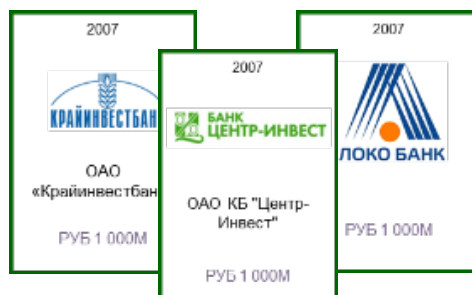 2007
КРАЙИНВЕСТБАН
ОАО
«Крайинвестбан
РУБ 1 000М
2007
БАНК
ЦЕНТР-ИНВЕСТ
ОАО КБ "Центр-
Инвест"
РУБ 1 000М
2007
ЛОКО БАНК
РУБ 1 000М